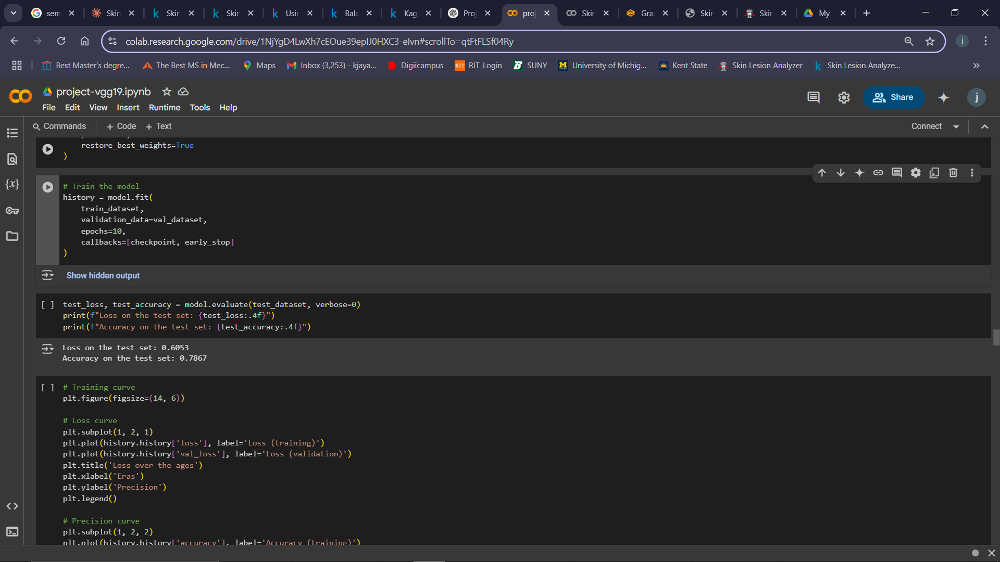 sem
Skin
Skin
Skin
Usin
Bala
Kag
Proj
proj
Skin
Gra
Skin
Skin
My
colab.research.google.com/drive/1NjYgD4LwXh7cEOue39epIJ0HXC3-elvn#scrollTo=qtFtFLSf04Ry
j
Best Master's degre...
The Best MS in Mec...
Maps
Inbox (3,253) - kjaya...
Digiicampus
RIT RIT_Login
SUNY
University of Michig...
Kent State
Skin Lesion Analyzer
Skin Lesion Analyze...
project-vgg19.ipynb
File Edit View Insert Runtime Tools Help
Share
j
Commands + Code + Text
Connect
restore_best_weights=True
)
# Train the model
history = model.fit(
    train_dataset,
    validation_data=val_dataset,
    epochs=10,
    callbacks=[checkpoint, early_stop]
)
Show hidden output
[ ] test_loss, test_accuracy = model.evaluate(test_dataset, verbose=0)
print(f"Loss on the test set: {test_loss:.4f}")
print(f"Accuracy on the test set: {test_accuracy:.4f}")
Loss on the test set: 0.6053
Accuracy on the test set: 0.7867
[ ] # Training curve
plt.figure(figsize=(14, 6))
# Loss curve
plt.subplot(1, 2, 1)
plt.plot(history.history['loss'], label='Loss (training)')
plt.plot(history.history['val_loss'], label='Loss (validation)')
plt.title('Loss over the ages')
plt.xlabel('Eras')
plt.ylabel('Precision')
plt.legend()
# Precision curve
plt.subplot(1, 2, 2)
plt.plot(history.history['accuracy'], label='Accuracy (training)')